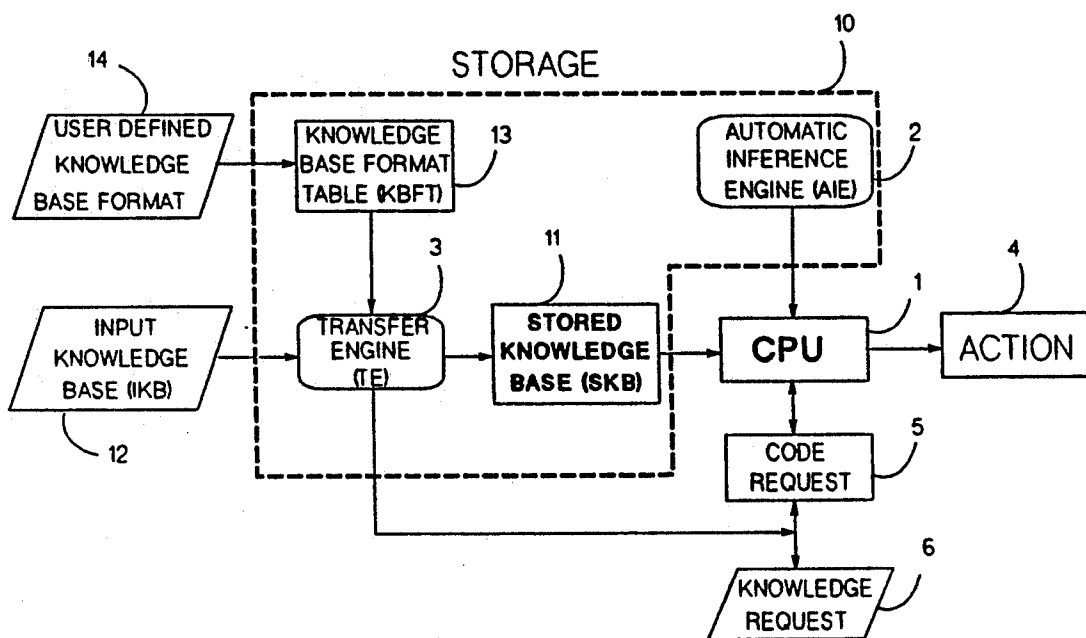 10
STORAGE
14
USER DEFINED
KNOWLEDGE
BASE FORMAT
KNOWLEDGE
BASE FORMAT
TABLE (KBFT)
13
AUTOMATIC
INFERENCE
ENGINE (AIE)
2
3
11
1
4
INPUT
KNOWLEDGE
BASE (IKB)
12
TRANSFER
ENGINE
(TE)
STORED
KNOWLEDGE
BASE (SKB)
CPU
ACTION
CODE
REQUEST
5
KNOWLEDGE
REQUEST
6